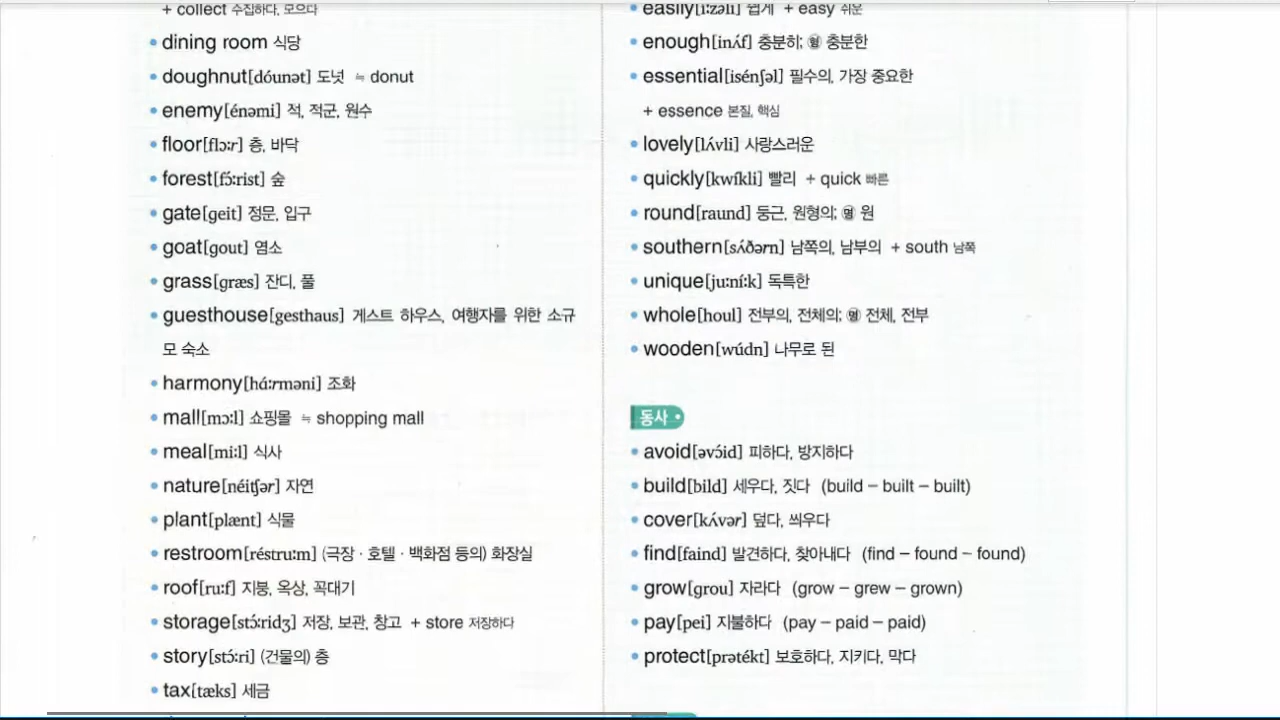 + collect 수집하다, 모으다
• dining room 식당
• doughnut[dóunət] 도넛 ≒ donut
• enemy[énəmi] 적, 적군, 원수
• floor[flɔːr] 층, 바닥
• forest[fɔ́ːrist] 숲
• gate[geit] 정문, 입구
• goat[gout] 염소
• grass[græs] 잔디, 풀
• guesthouse[gesthaus] 게스트 하우스, 여행자를 위한 소규
모 숙소
• harmony[háːrməni] 조화
• mall[mɔːl] 쇼핑몰 ≒ shopping mall
• meal[miːl] 식사
• nature[néitʃər] 자연
• plant[plænt] 식물
• restroom[réstruːm] (극장 · 호텔 · 백화점 등의) 화장실
• roof[ruːf] 지붕, 옥상, 꼭대기
• storage[stɔ́ːridʒ] 저장, 보관, 창고 + store 저장하다
• story[stɔ́ːri] (건물의) 층
• tax[tæks] 세금
• easily[íːzəli] 쉽게 + easy 쉬운
• enough[inʌ́f] 충분히; ㉻ 충분한
• essential[isénʃəl] 필수의, 가장 중요한
+ essence 본질, 핵심
• lovely[lʌ́vli] 사랑스러운
• quickly[kwíkli] 빨리 + quick 빠른
• round[raund] 둥근, 원형의; 명 원
• southern[sʌ́ðərn] 남쪽의, 남부의 + south 남쪽
• unique[juːníːk] 독특한
• whole[houl] 전부의, 전체의; 명 전체, 전부
• wooden[wúdn] 나무로 된
동사
• avoid[əvɔ́id] 피하다, 방지하다
• build[bild] 세우다, 짓다 (build – built – built)
• cover[kʌ́vər] 덮다, 씌우다
• find[faind] 발견하다, 찾아내다 (find – found – found)
• grow[grou] 자라다 (grow – grew – grown)
• pay[pei] 지불하다 (pay – paid – paid)
• protect[prətékt] 보호하다, 지키다, 막다